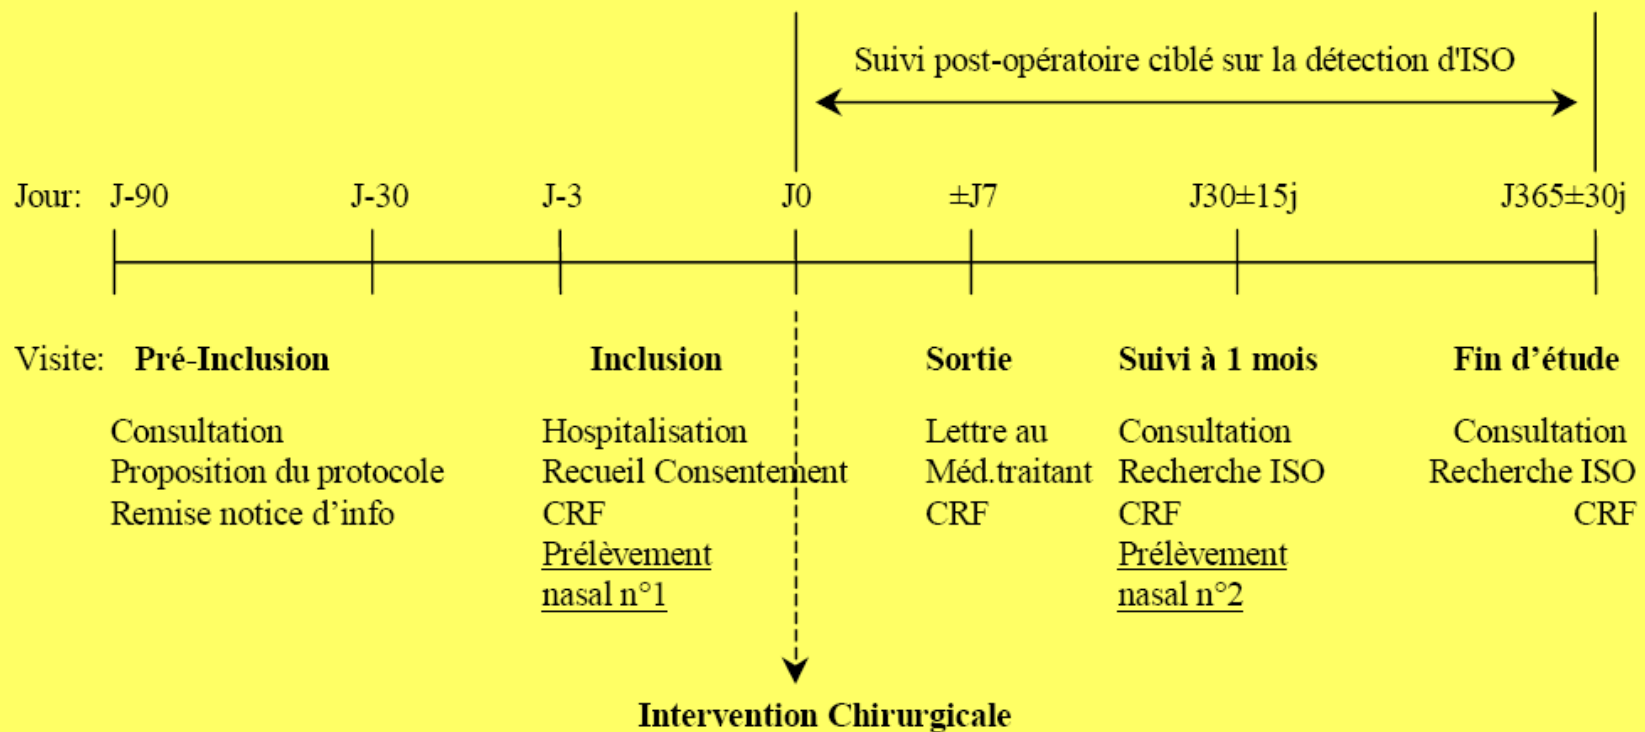 Suivi post-opératoire ciblé sur la détection d'ISO
Jour: J-90 J-30 J-3 J0 ±J7 J30±15j J365±30j
Visite: Pré-Inclusion Inclusion Sortie Suivi à 1 mois Fin d’étude
Consultation Hospitalisation Lettre au Consultation Consultation
Proposition du protocole Recueil Consentement Méd.traitant Recherche ISO Recherche ISO
Remise notice d’info CRF CRF CRF CRF
Prélèvement Prélèvement
nasal n°1 nasal n°2
Intervention Chirurgicale